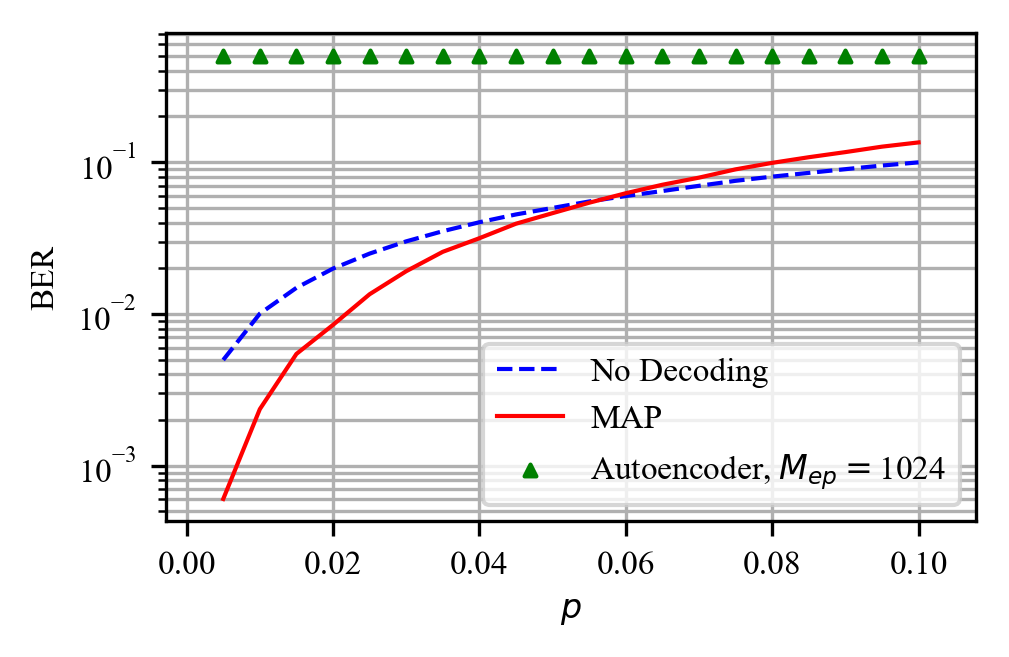 10⁻¹
10⁻²
10⁻³
BER
No Decoding
MAP
Autoencoder, Mₑₚ = 1024
0.00 0.02 0.04 0.06 0.08 0.10
p